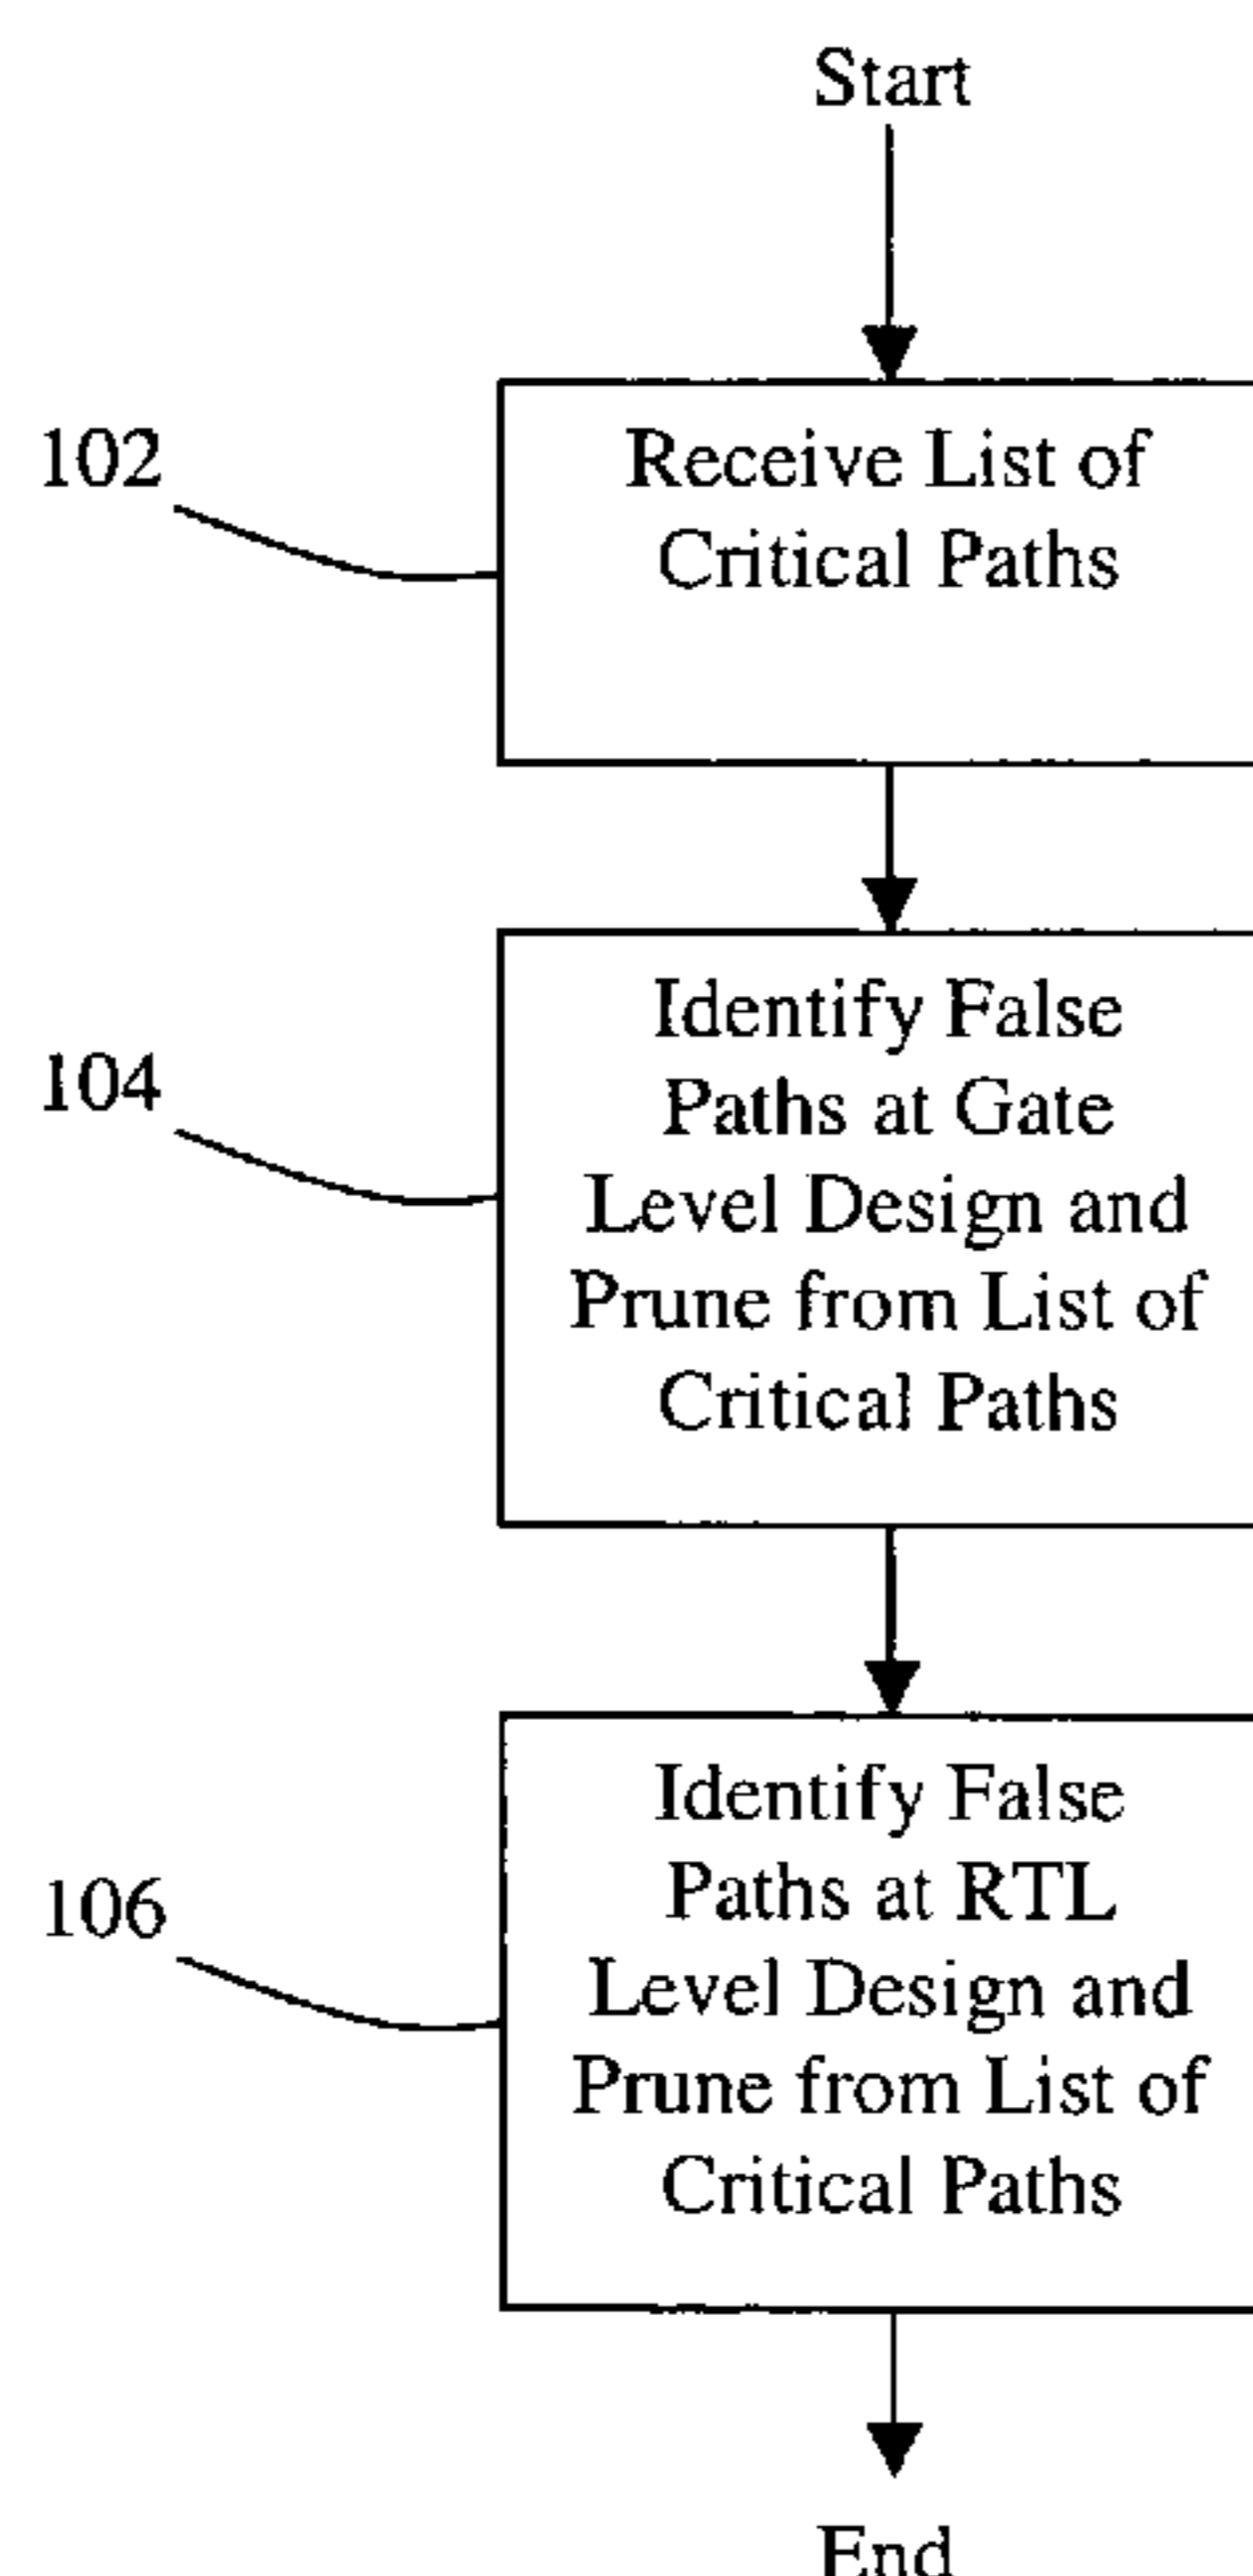 Start
102
Receive List of
Critical Paths
104
Identify False
Paths at Gate
Level Design and
Prune from List of
Critical Paths
106
Identify False
Paths at RTL
Level Design and
Prune from List of
Critical Paths
End